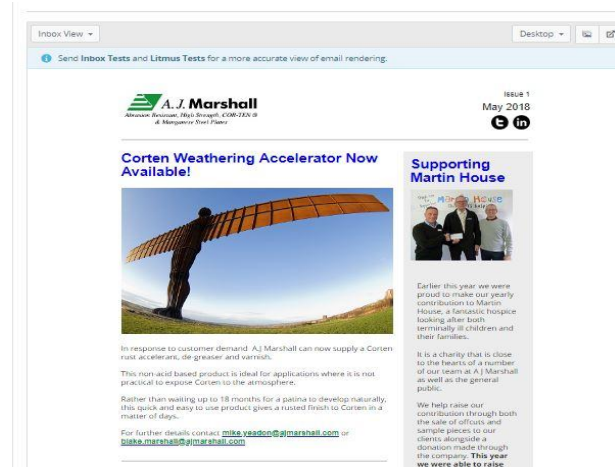 Inbox View
Desktop
Send Inbox Tests and Litmus Tests for a more accurate view of email rendering.
A.J. Marshall
Abrasion Resistant, High Strength, COR-TEN ®
& Manganese Steel Plates
Issue 1
May 2018
Corten Weathering Accelerator Now
Available!
In response to customer demand A.J Marshall can now supply a Corten
rust accelerant, de-greaser and varnish.
This non-acid based product is ideal for applications where it is not
practical to expose Corten to the atmosphere.
Rather than waiting up to 18 months for a patina to develop naturally,
this quick and easy to use product gives a rusted finish to Corten in a
matter of days.
For further details contact mike.yeadon@ajmarshall.com or
blake.marshall@ajmarshall.com
Supporting
Martin House
Martin House
Earlier this year we were
proud to make our yearly
contribution to Martin
House, a fantastic hospice
looking after both
terminally ill children and
their families.
It is a charity that is close
to the hearts of a number
of our team at A J Marshall
as well as the general
public.
We help raise our
contribution through both
the sale of offcuts and
sample pieces to our
clients alongside a
donation made through
the company. This year
we were able to raise